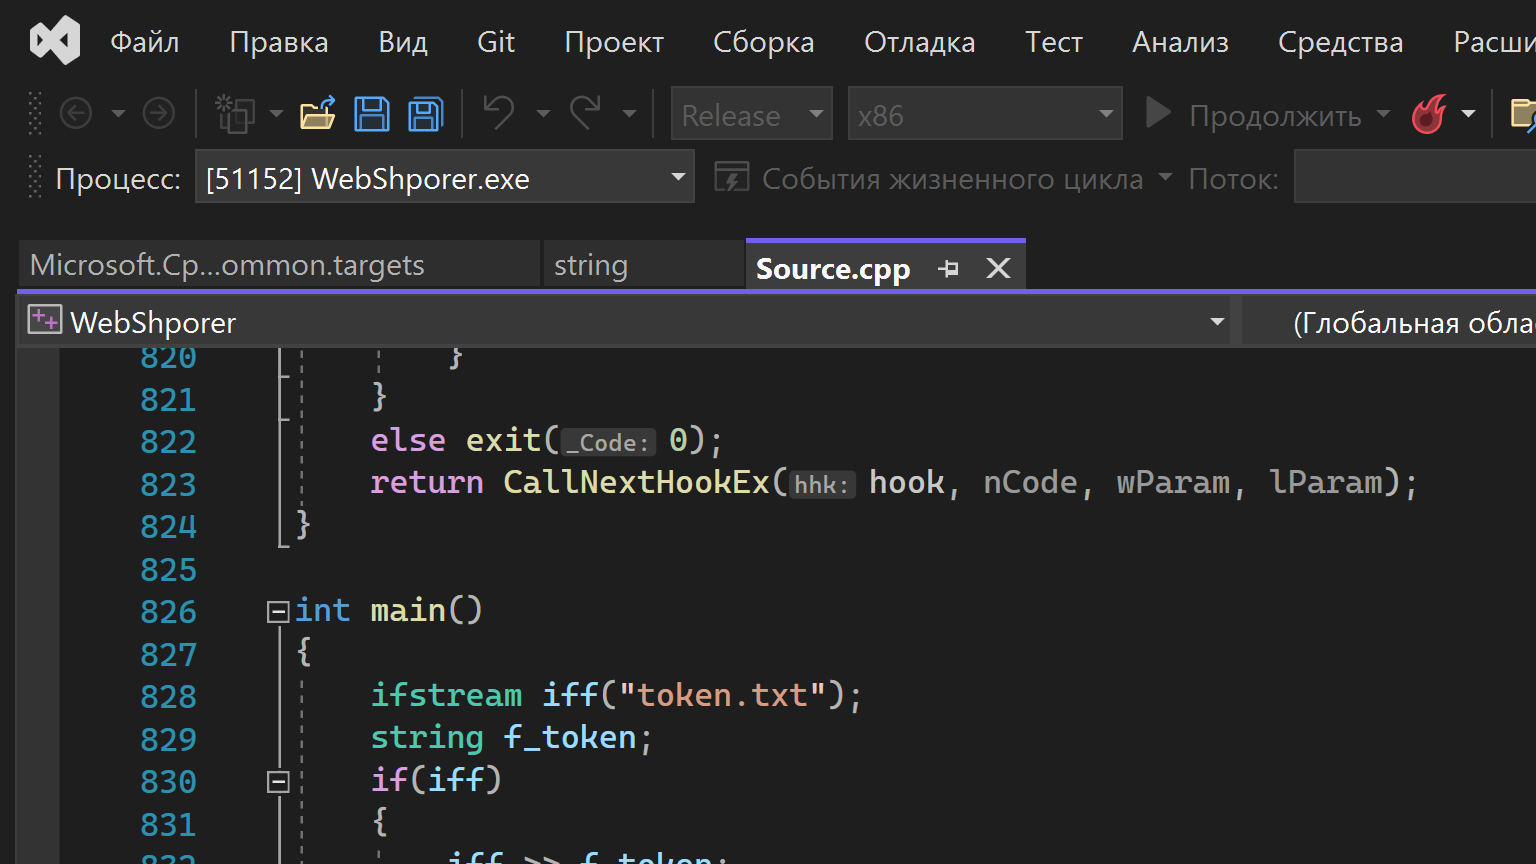 Файл Правка Вид Git Проект Сборка Отладка Тест Анализ Средства Расши
Release x86 Продолжить
Процесс: [51152] WebShporer.exe События жизненного цикла Поток:
Microsoft.Cp...ommon.targets string Source.cpp
WebShporer (Глобальная обла
820 }
821 }
822 else exit(_Code: 0);
823 return CallNextHookEx(hhk: hook, nCode, wParam, lParam);
824 }
825
826 int main()
827 {
828 ifstream iff("token.txt");
829 string f_token;
830 if(iff)
831 {
832 iff >> f_token;